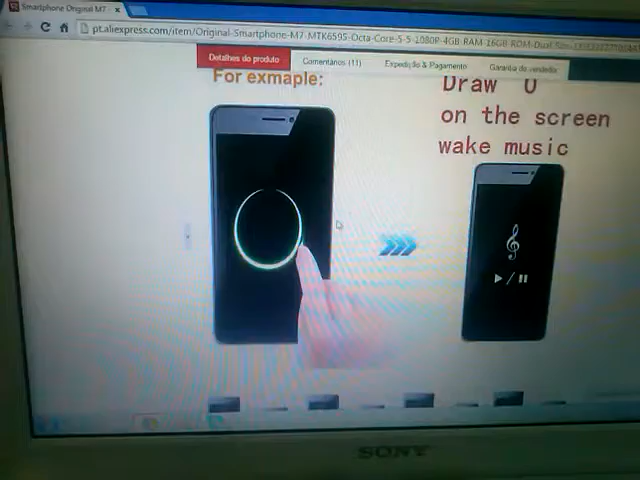 Smartphone Original M7
pt.aliexpress.com/item/Original-Smartphone-M7-MTK6595-Octa-Core-5-5-1080P-4GB-RAM-16GB-ROM-Dual-Sim
Detalhes do produto
Comentários (11)
Expedição & Pagamento
Garantia do vendedor
For exmaple:
Draw U
on the screen
wake music
SONY